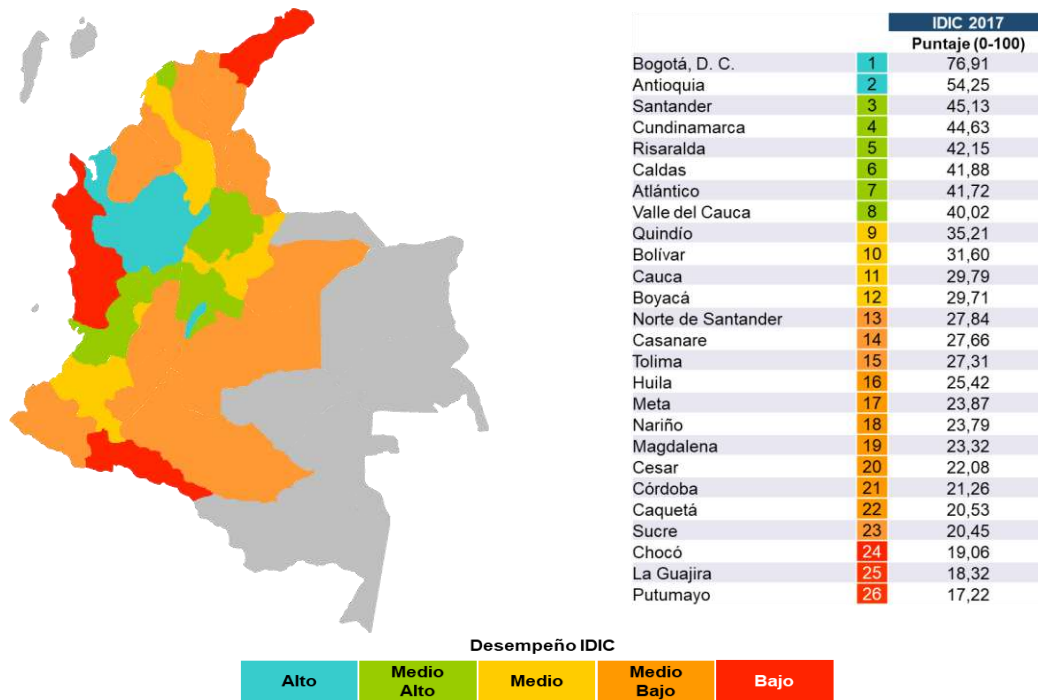 IDIC 2017
Puntaje (0-100)
Bogotá, D. C. 1 76,91
Antioquia 2 54,25
Santander 3 45,13
Cundinamarca 4 44,63
Risaralda 5 42,15
Caldas 6 41,88
Atlántico 7 41,72
Valle del Cauca 8 40,02
Quindío 9 35,21
Bolívar 10 31,60
Cauca 11 29,79
Boyacá 12 29,71
Norte de Santander 13 27,84
Casanare 14 27,66
Tolima 15 27,31
Huila 16 25,42
Meta 17 23,87
Nariño 18 23,79
Magdalena 19 23,32
Cesar 20 22,08
Córdoba 21 21,26
Caquetá 22 20,53
Sucre 23 20,45
Chocó 24 19,06
La Guajira 25 18,32
Putumayo 26 17,22
Desempeño IDIC
Alto Medio Alto Medio Medio Bajo Bajo